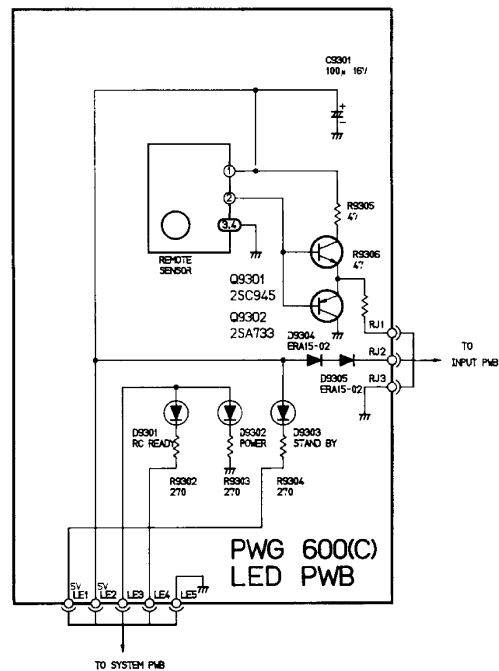 C9301
100μ 16V
1
2
3,4
REMOTE
SENSOR
R9305
47
R9306
47
Q9301
2SC945
Q9302
2SA733
D9304
ERA15-02
D9305
ERA15-02
RJ1
RJ2
RJ3
TO
INPUT PWB
D9301
RC READY
D9302
POWER
D9303
STAND BY
R9302
270
R9303
270
R9304
270
PWG 600(C)
LED PWB
5V
LE1
5V
LE2
LE3
LE4
LE5
TO SYSTEM PWB